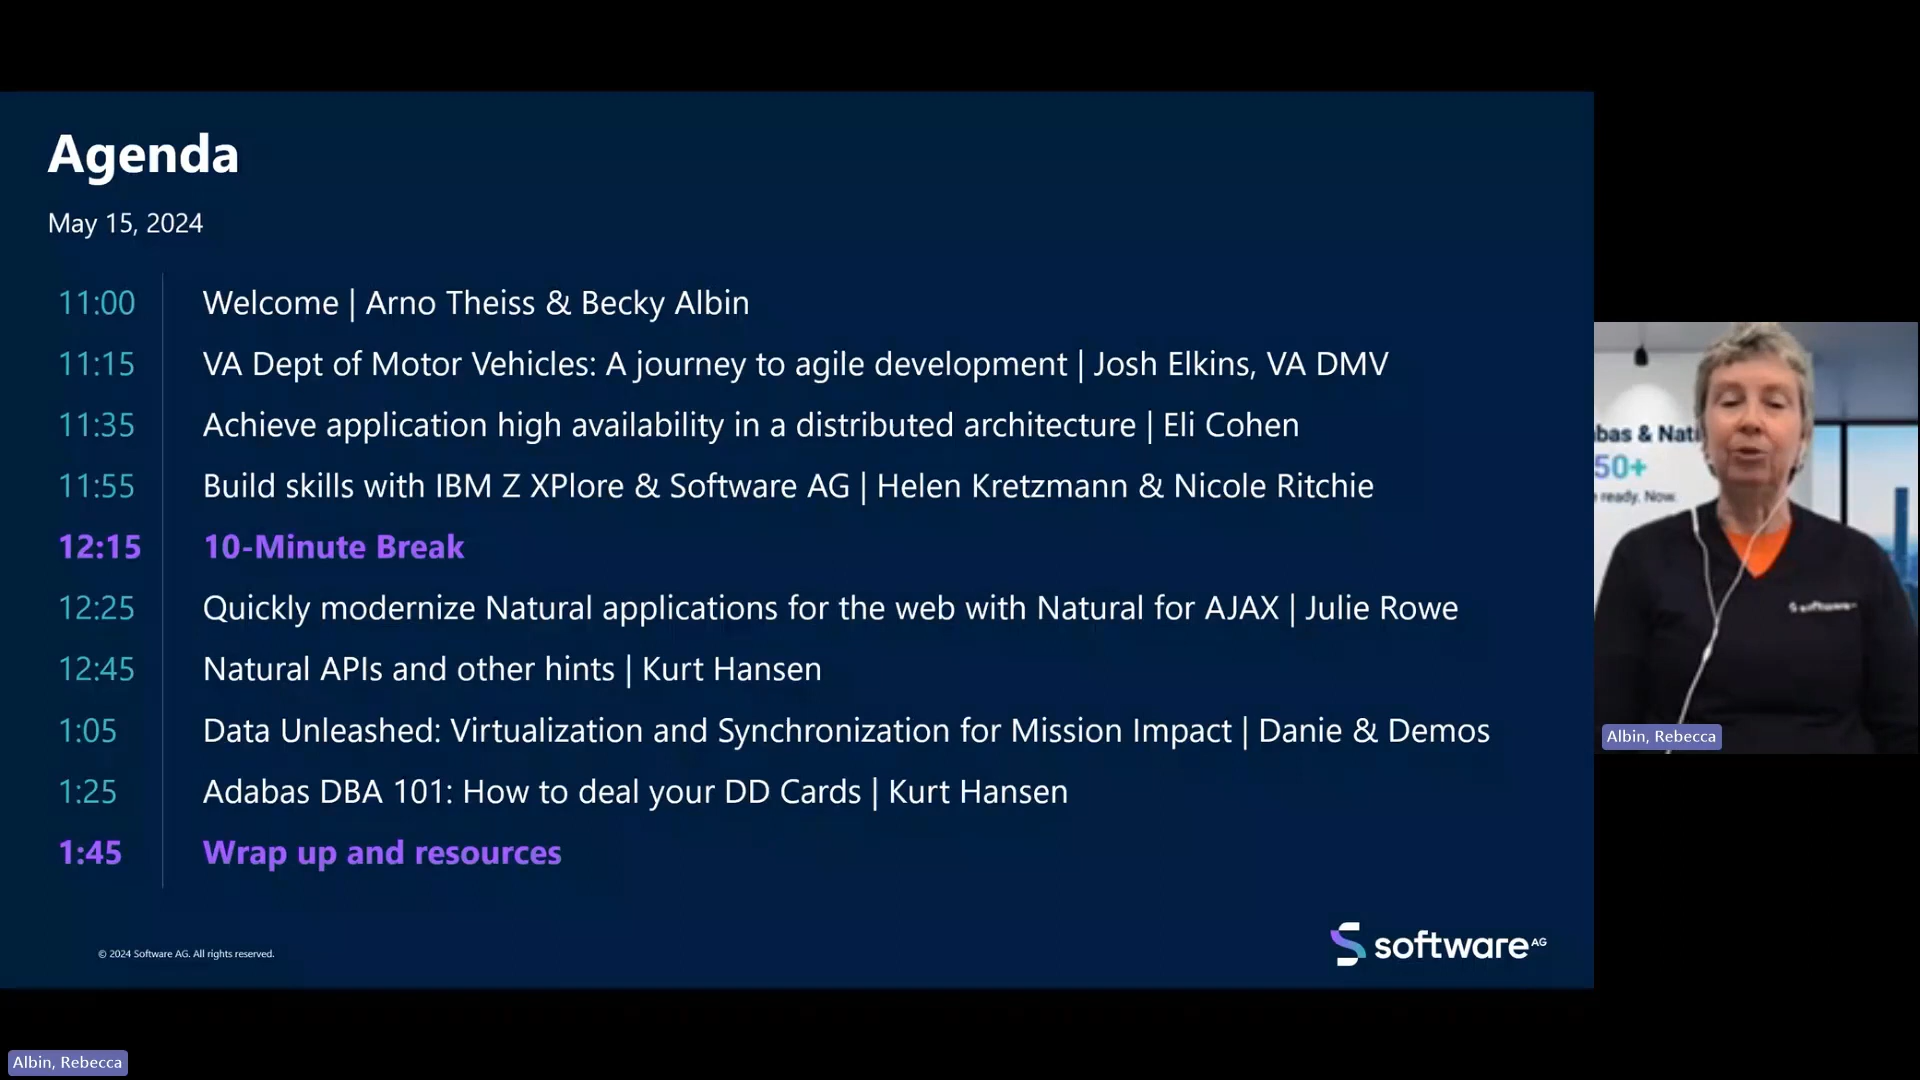 Agenda
May 15, 2024
11:00 Welcome | Arno Theiss & Becky Albin
11:15 VA Dept of Motor Vehicles: A journey to agile development | Josh Elkins, VA DMV
11:35 Achieve application high availability in a distributed architecture | Eli Cohen
11:55 Build skills with IBM Z XPlore & Software AG | Helen Kretzmann & Nicole Ritchie
12:15 10-Minute Break
12:25 Quickly modernize Natural applications for the web with Natural for AJAX | Julie Rowe
12:45 Natural APIs and other hints | Kurt Hansen
1:05 Data Unleashed: Virtualization and Synchronization for Mission Impact | Danie & Demos
1:25 Adabas DBA 101: How to deal your DD Cards | Kurt Hansen
1:45 Wrap up and resources
© 2024 Software AG. All rights reserved.
software AG
bas & Nat
50+
ready. Now.
software
Albin, Rebecca
Albin, Rebecca